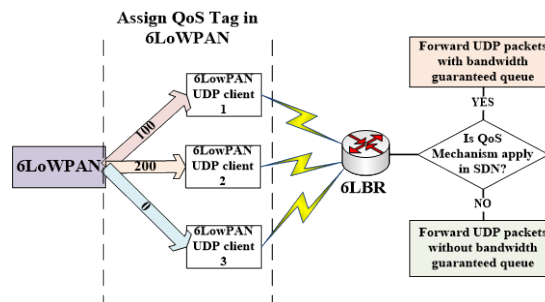 Assign QoS Tag in
6LoWPAN
6LoWPAN
100
200
0
6LowPAN
UDP client
1
6LowPAN
UDP client
2
6LowPAN
UDP client
3
6LBR
Forward UDP packets
with bandwidth
guaranteed queue
YES
Is QoS
Mechanism apply
in SDN?
NO
Forward UDP packets
without bandwidth
guaranteed queue